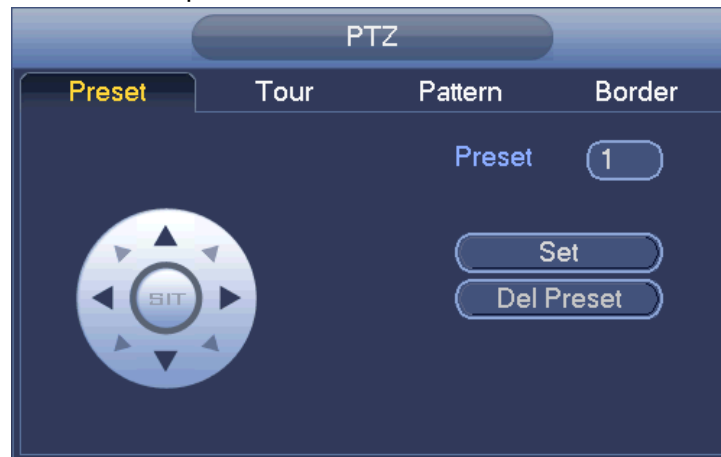 PTZ
Preset Tour Pattern Border
Preset 1
Set
SIT
Del Preset